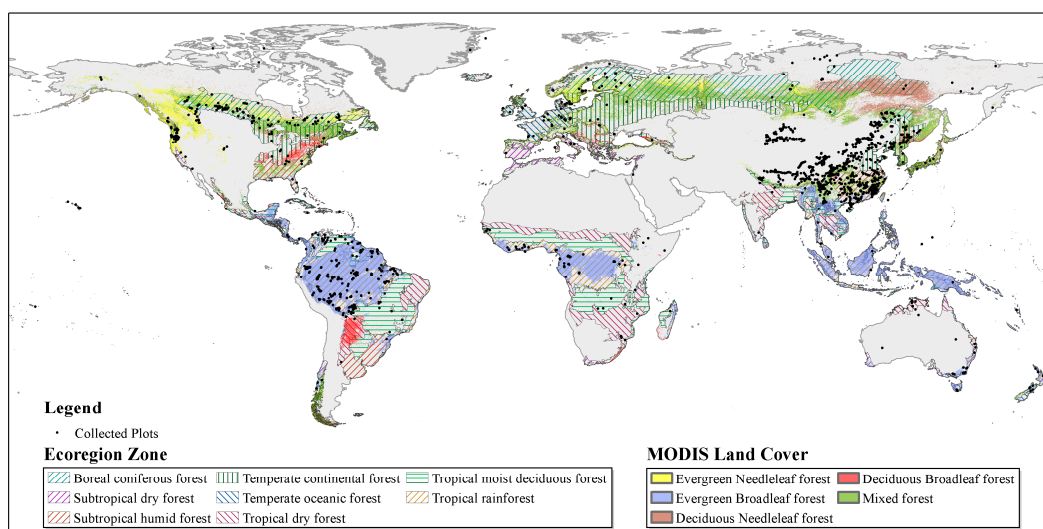 Legend
Collected Plots
Ecoregion Zone
Boreal coniferous forest
Temperate continental forest
Tropical moist deciduous forest
Subtropical dry forest
Temperate oceanic forest
Tropical rainforest
Subtropical humid forest
Tropical dry forest
MODIS Land Cover
Evergreen Needleleaf forest
Deciduous Broadleaf forest
Evergreen Broadleaf forest
Mixed forest
Deciduous Needleleaf forest